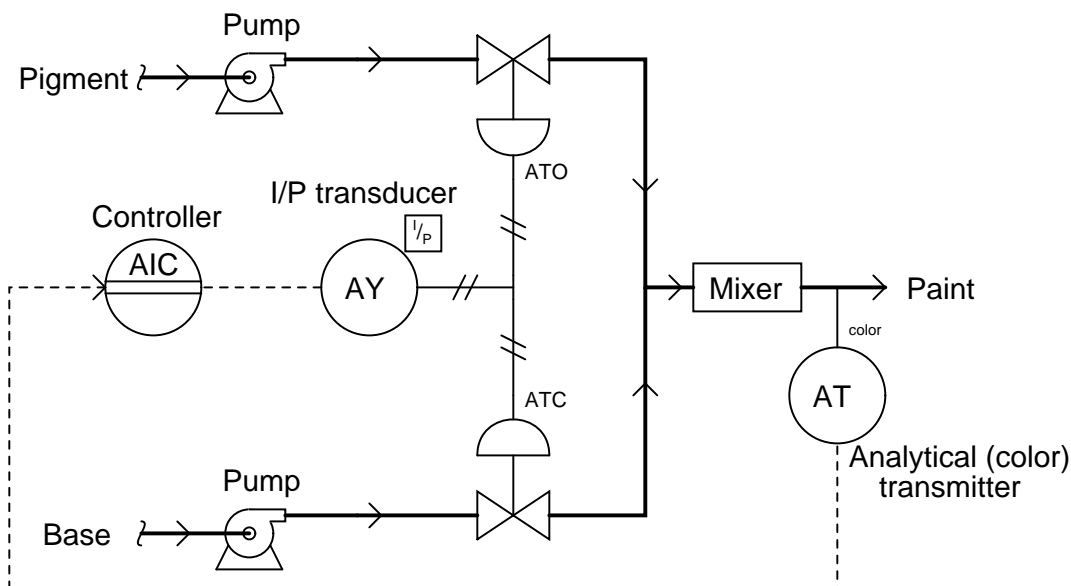 Pump
Pigment
ATO
I/P transducer
I/P
Controller
AIC
AY
Mixer
Paint
color
AT
ATC
Analytical (color)
transmitter
Pump
Base